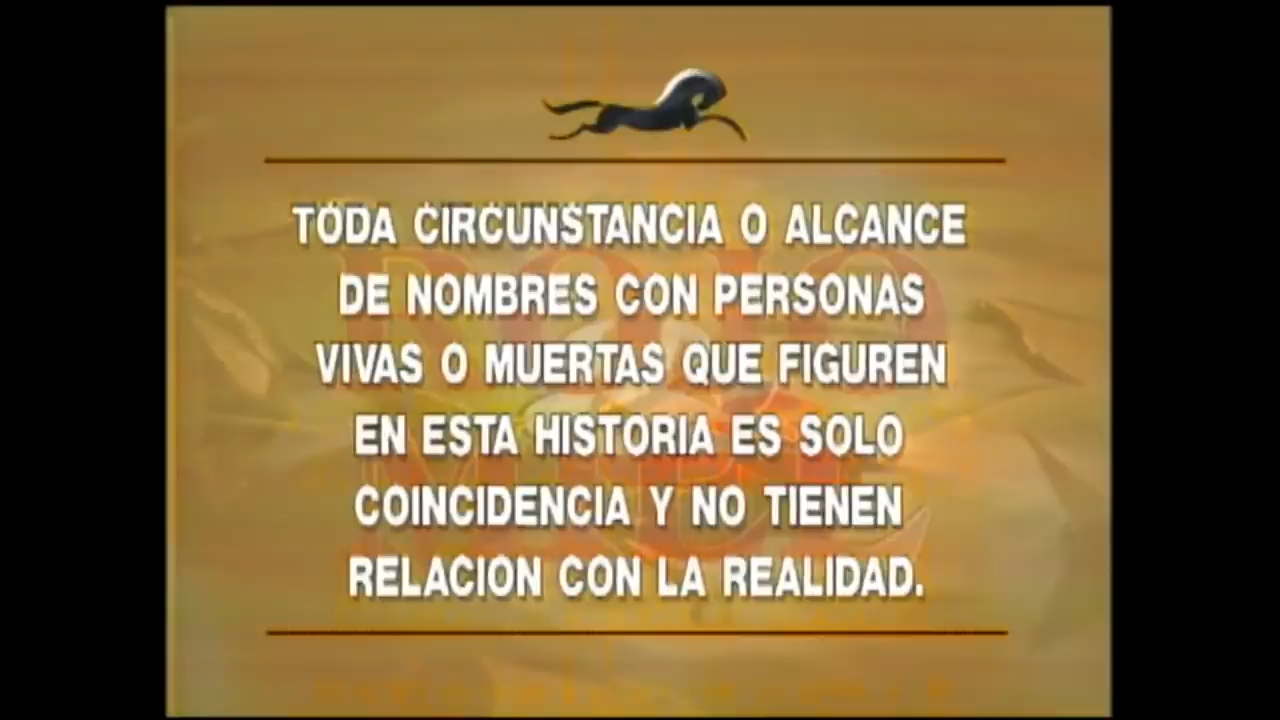 TODA CIRCUNSTANCIA O ALCANCE
DE NOMBRES CON PERSONAS
VIVAS O MUERTAS QUE FIGUREN
EN ESTA HISTORIA ES SOLO
COINCIDENCIA Y NO TIENEN
RELACION CON LA REALIDAD.